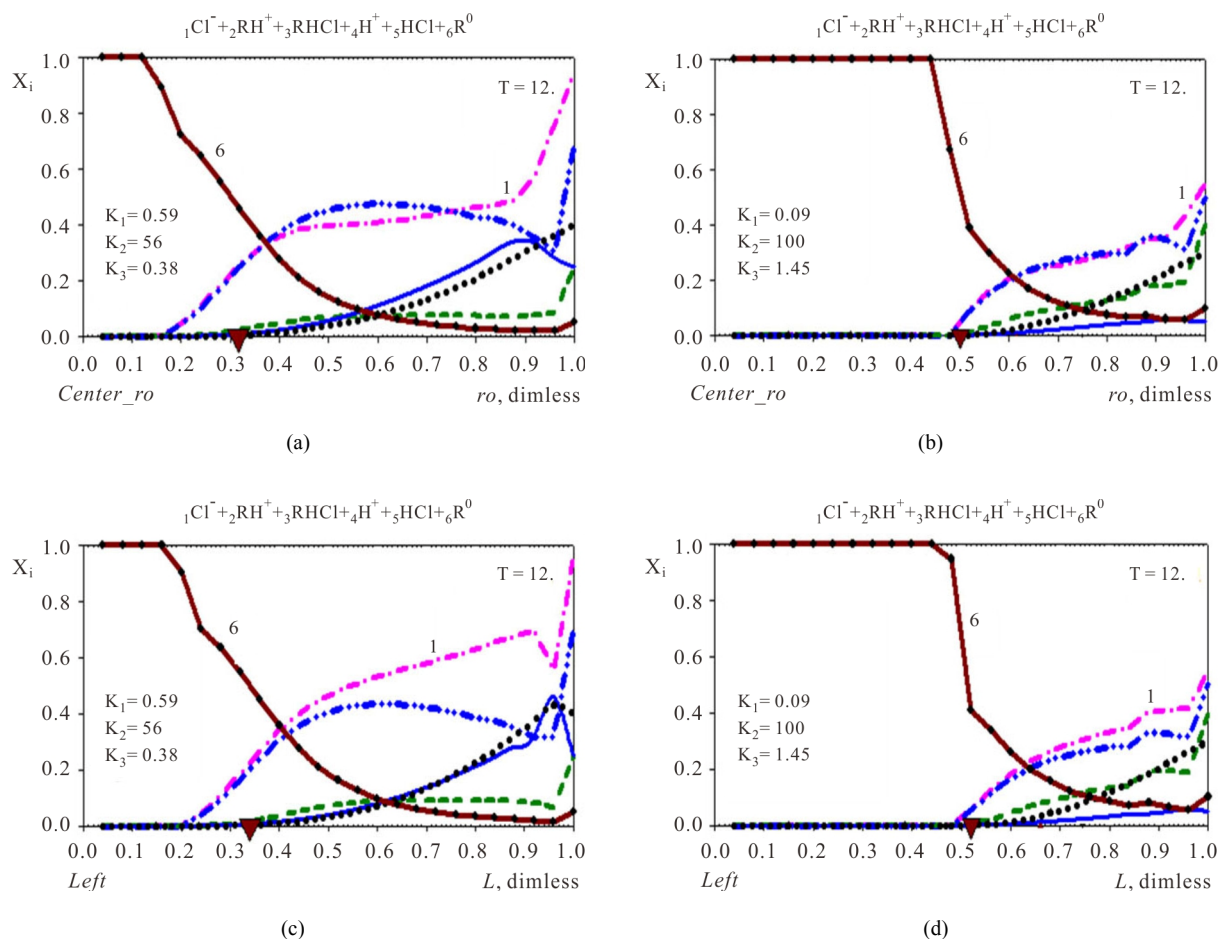 ₁Cl⁻+₂RH⁺+₃RHCl+₄H⁺+₅HCl+₆R⁰
1.0
X i
T = 12.
0.8
6
0.6
1
K₁= 0.59
0.4
K₂= 56
K₃= 0.38
0.2
0.0
0.0 0.1 0.2 0.3 0.4 0.5 0.6 0.7 0.8 0.9 1.0
Center_ro ro, dimless
(a)
₁Cl⁻+₂RH⁺+₃RHCl+₄H⁺+₅HCl+₆R⁰
1.0
X i
T = 12.
0.8
6
0.6
1
K₁= 0.09
0.4
K₂= 100
K₃= 1.45
0.2
0.0
0.0 0.1 0.2 0.3 0.4 0.5 0.6 0.7 0.8 0.9 1.0
Center_ro ro, dimless
(b)
₁Cl⁻+₂RH⁺+₃RHCl+₄H⁺+₅HCl+₆R⁰
1.0
X i
T = 12.
0.8
6
1
0.6
K₁= 0.59
0.4
K₂= 56
K₃= 0.38
0.2
0.0
0.0 0.1 0.2 0.3 0.4 0.5 0.6 0.7 0.8 0.9 1.0
Left L, dimless
(c)
₁Cl⁻+₂RH⁺+₃RHCl+₄H⁺+₅HCl+₆R⁰
1.0
X i
T = 12.
0.8
6
0.6
1
K₁= 0.09
0.4
K₂= 100
K₃= 1.45
0.2
0.0
0.0 0.1 0.2 0.3 0.4 0.5 0.6 0.7 0.8 0.9 1.0
Left L, dimless
(d)